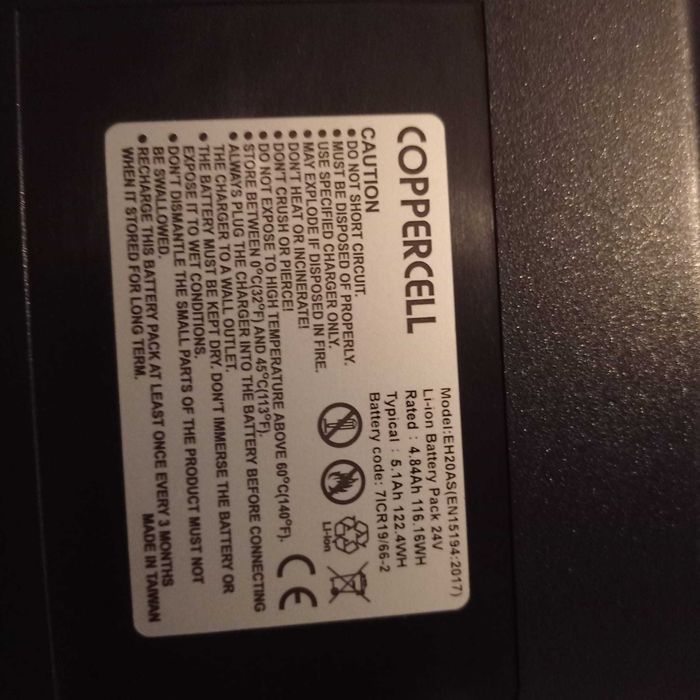 COPPERCELL
Model:EH20AS(EN15194:2017)
Li-ion Battery Pack 24V
Rated : 4.84Ah 116.16WH
Typical : 5.1Ah 122.4WH
Battery code: 7ICR19/66-2
CAUTION
● DO NOT SHORT CIRCUIT.
● MUST BE DISPOSED OF PROPERLY.
● USE SPECIFIED CHARGER ONLY.
● MAY EXPLODE IF DISPOSED IN FIRE.
● DON'T HEAT OR INCINERATE!
● DON'T CRUSH OR PIERCE!
● DO NOT EXPOSE TO HIGH TEMPERATURE ABOVE 60°C(140°F).
● STORE BETWEEN 0°C(32°F) AND 45°C(113°F).
● ALWAYS PLUG THE CHARGER INTO THE BATTERY BEFORE CONNECTING
THE CHARGER TO A WALL OUTLET.
● THE BATTERY MUST BE KEPT DRY. DON'T IMMERSE THE BATTERY OR
EXPOSE IT TO WET CONDITIONS.
● DON'T DISMANTLE THE SMALL PARTS OF THE PRODUCT MUST NOT
BE SWALLOWED.
● RECHARGE THIS BATTERY PACK AT LEAST ONCE EVERY 3 MONTHS
WHEN IT STORED FOR LONG TERM.
Li-ion
CE
MADE IN TAIWAN